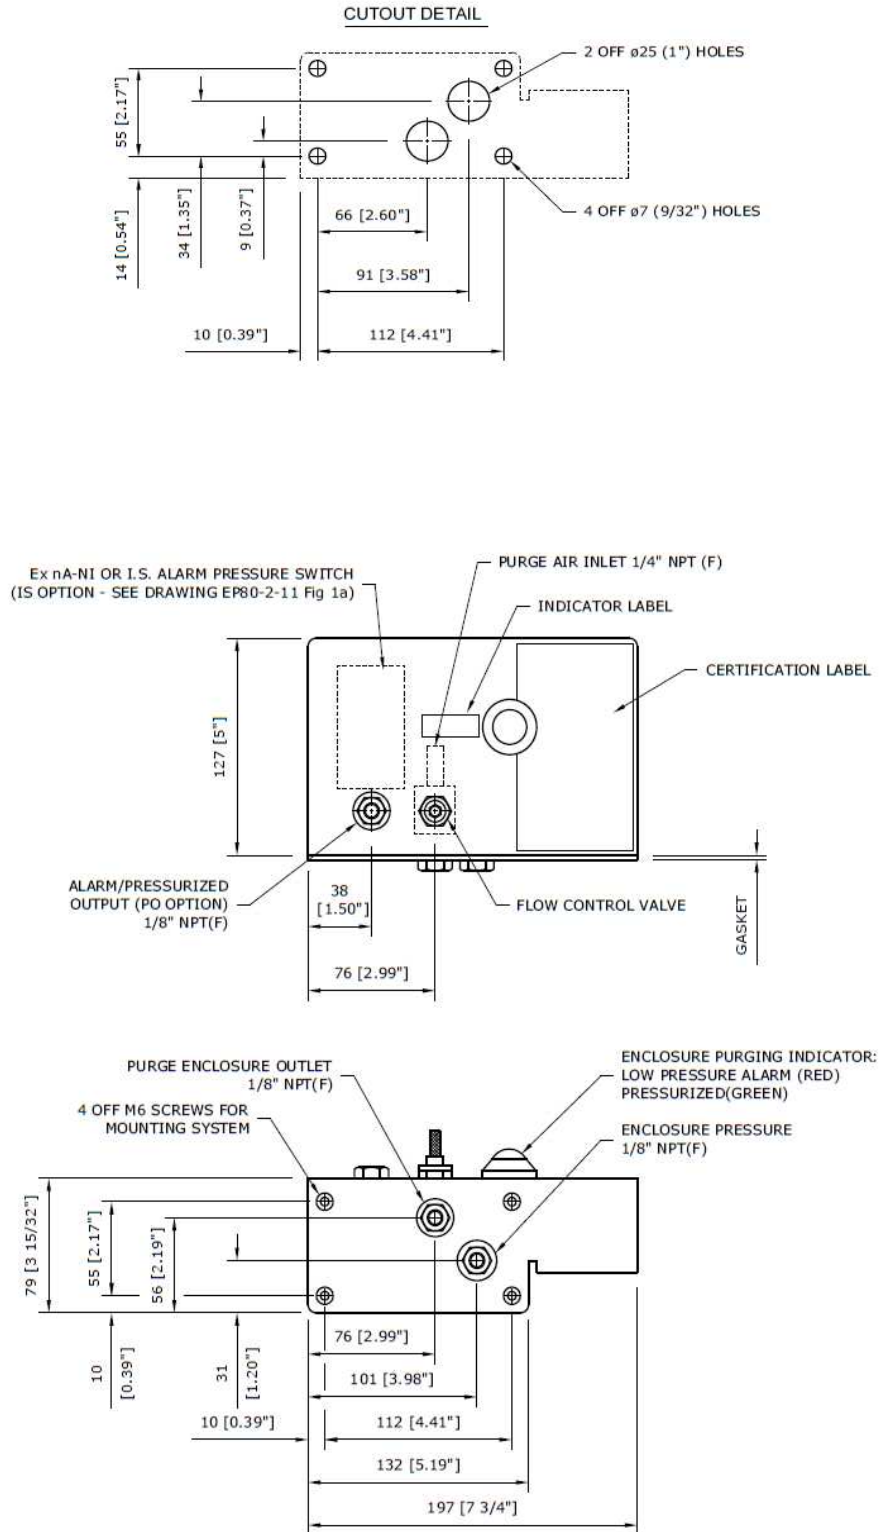 CUTOUT DETAIL
2 OFF ø25 (1") HOLES
55 [2.17"]
4 OFF ø7 (9/32") HOLES
14 [0.54"]
34 [1.35"]
9 [0.37"]
66 [2.60"]
91 [3.58"]
10 [0.39"]
112 [4.41"]
PURGE AIR INLET 1/4" NPT (F)
Ex nA-NI OR I.S. ALARM PRESSURE SWITCH
(IS OPTION - SEE DRAWING EP80-2-11 Fig 1a)
INDICATOR LABEL
CERTIFICATION LABEL
127 [5"]
ALARM/PRESSURIZED
OUTPUT (PO OPTION)
1/8" NPT(F)
38
[1.50"]
FLOW CONTROL VALVE
GASKET
76 [2.99"]
PURGE ENCLOSURE OUTLET
1/8" NPT(F)
4 OFF M6 SCREWS FOR
MOUNTING SYSTEM
ENCLOSURE PURGING INDICATOR:
LOW PRESSURE ALARM (RED)
PRESSURIZED(GREEN)
ENCLOSURE PRESSURE
1/8" NPT(F)
79 [3 15/32"]
55 [2.17"]
56 [2.19"]
10
[0.39"]
31
[1.20"]
76 [2.99"]
101 [3.98"]
10 [0.39"]
112 [4.41"]
132 [5.19"]
197 [7 3/4"]